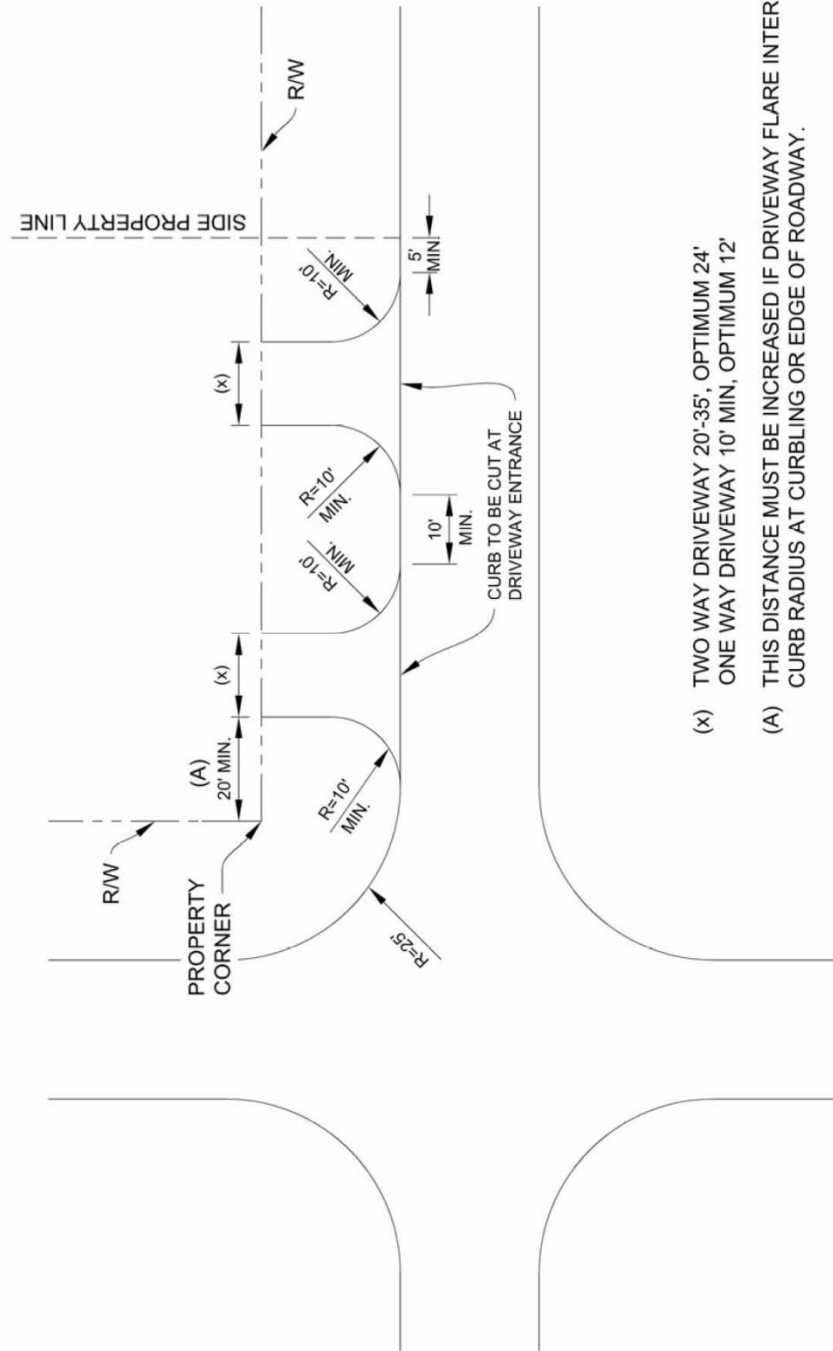 SIDE PROPERTY LINE
R/W
(x)
R=10'
MIN.
5'
MIN.
R=10'
MIN.
10'
MIN.
R=10'
MIN.
CURB TO BE CUT AT
DRIVEWAY ENTRANCE
(x)
(A)
20' MIN.
R=10'
MIN.
R/W
PROPERTY
CORNER
R=25'
(x) TWO WAY DRIVEWAY 20'-35', OPTIMUM 24'
ONE WAY DRIVEWAY 10' MIN, OPTIMUM 12'
(A) THIS DISTANCE MUST BE INCREASED IF DRIVEWAY FLARE INTER
CURB RADIUS AT CURBLING OR EDGE OF ROADWAY.